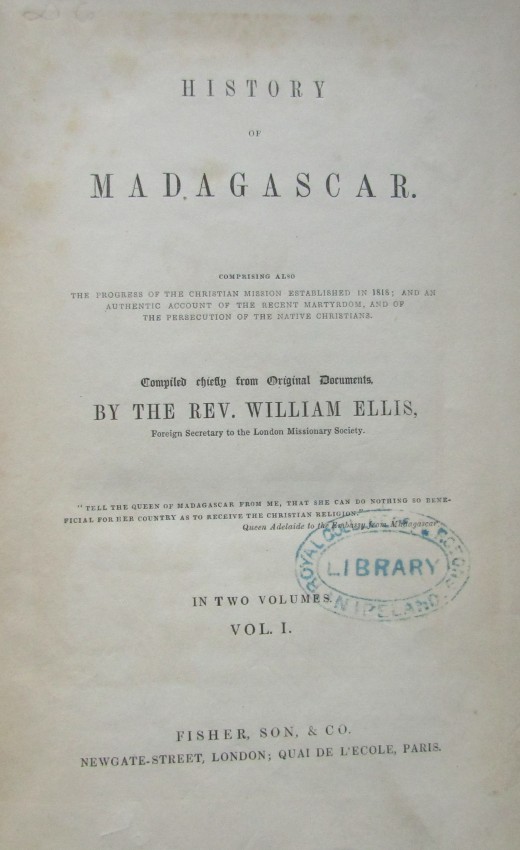 HISTORY
OF
MADAGASCAR.
COMPRISING ALSO
THE PROGRESS OF THE CHRISTIAN MISSION ESTABLISHED IN 1818; AND AN
AUTHENTIC ACCOUNT OF THE RECENT MARTYRDOM, AND OF
THE PERSECUTION OF THE NATIVE CHRISTIANS.
Compiled chiefly from Original Documents,
BY THE REV. WILLIAM ELLIS,
Foreign Secretary to the London Missionary Society.
"TELL THE QUEEN OF MADAGASCAR FROM ME, THAT SHE CAN DO NOTHING SO BENE-
FICIAL FOR HER COUNTRY AS TO RECEIVE THE CHRISTIAN RELIGION."
Queen Adelaide to the Embassy from Madagascar.
ROYAL
LIBRARY
IN TWO VOLUMES.
VOL. I.
FISHER, SON, & CO.
NEWGATE-STREET, LONDON; QUAI DE L'ECOLE, PARIS.